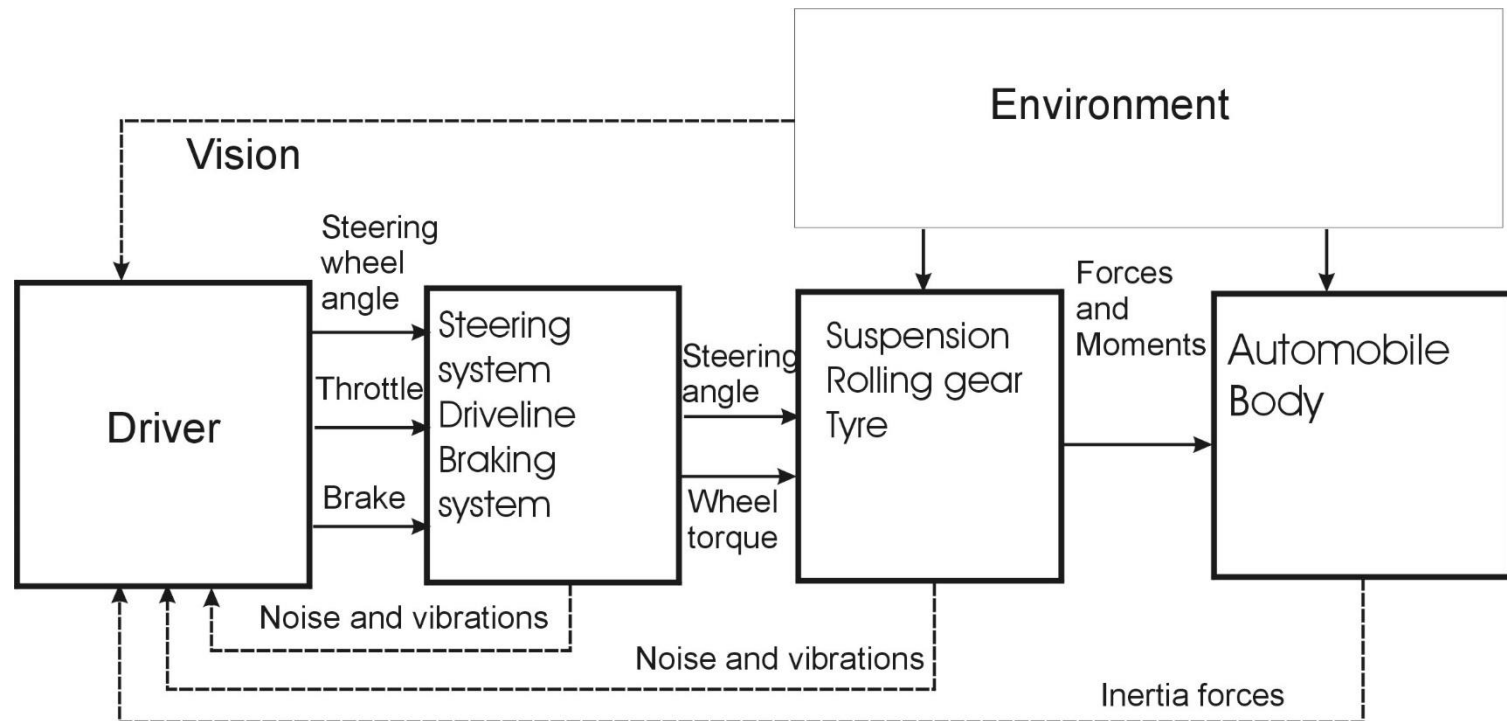 Environment
Vision
Steering
wheel
angle
Throttle
Brake
Driver
Steering
system
Driveline
Braking
system
Steering
angle
Wheel
torque
Suspension
Rolling gear
Tyre
Forces
and
Moments
Automobile
Body
Noise and vibrations
Noise and vibrations
Inertia forces